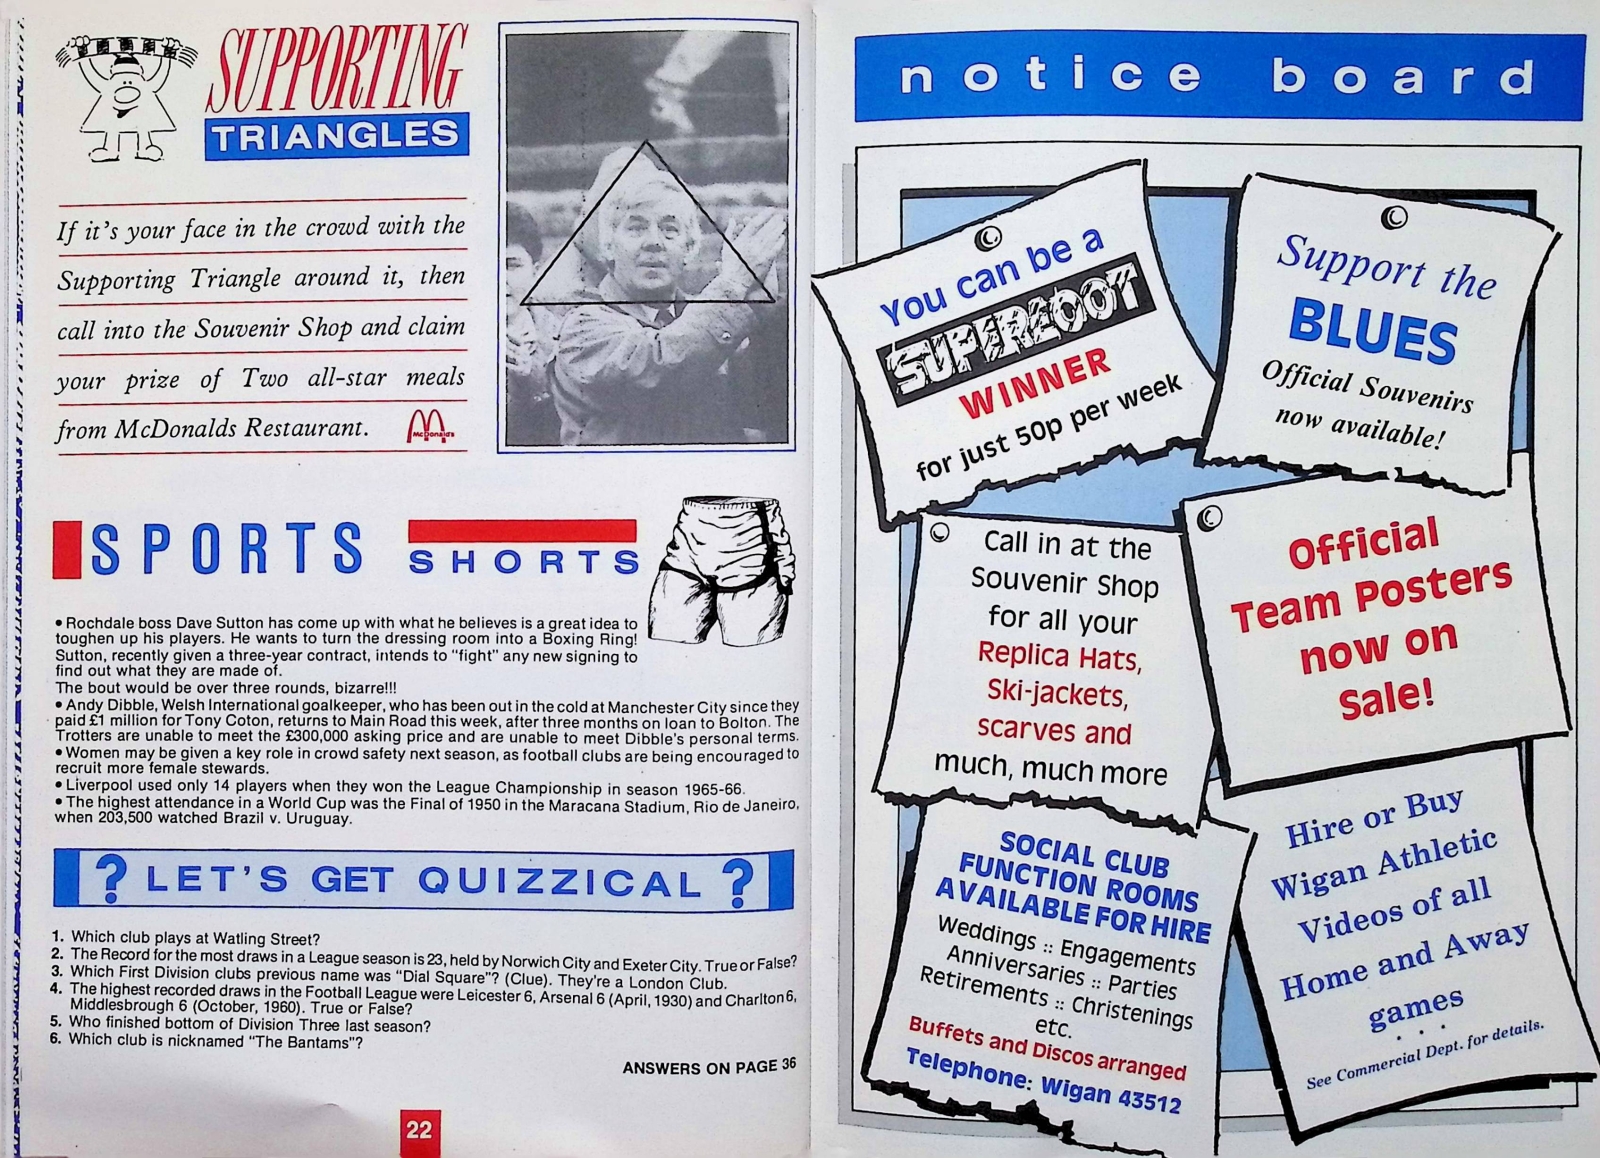 SUPPORTING
TRIANGLES
If it's your face in the crowd with the
Supporting Triangle around it, then
call into the Souvenir Shop and claim
your prize of Two all-star meals
from McDonalds Restaurant.
McDonald's
SPORTS SHORTS
• Rochdale boss Dave Sutton has come up with what he believes is a great idea to
toughen up his players. He wants to turn the dressing room into a Boxing Ring!
Sutton, recently given a three-year contract, intends to "fight" any new signing to
find out what they are made of.
The bout would be over three rounds, bizarre!!!
• Andy Dibble, Welsh International goalkeeper, who has been out in the cold at Manchester City since they
paid £1 million for Tony Coton, returns to Main Road this week, after three months on loan to Bolton. The
Trotters are unable to meet the £300,000 asking price and are unable to meet Dibble's personal terms.
• Women may be given a key role in crowd safety next season, as football clubs are being encouraged to
recruit more female stewards.
• Liverpool used only 14 players when they won the League Championship in season 1965-66.
• The highest attendance in a World Cup was the Final of 1950 in the Maracana Stadium, Rio de Janeiro,
when 203,500 watched Brazil v. Uruguay.
? LET'S GET QUIZZICAL ?
1. Which club plays at Watling Street?
2. The Record for the most draws in a League season is 23, held by Norwich City and Exeter City. True or False?
3. Which First Division clubs previous name was "Dial Square"? (Clue). They're a London Club.
4. The highest recorded draws in the Football League were Leicester 6, Arsenal 6 (April, 1930) and Charlton 6,
Middlesbrough 6 (October, 1960). True or False?
5. Who finished bottom of Division Three last season?
6. Which club is nicknamed "The Bantams"?
ANSWERS ON PAGE 36
22
notice board
You can be a
SUPERLOOT
WINNER
for just 50p per week
Support the
BLUES
Official Souvenirs
now available!
Call in at the
Souvenir Shop
for all your
Replica Hats,
Ski-jackets,
scarves and
much, much more
Official
Team Posters
now on
Sale!
SOCIAL CLUB
FUNCTION ROOMS
AVAILABLE FOR HIRE
Weddings :: Engagements
Anniversaries :: Parties
Retirements :: Christenings
etc.
Buffets and Discos arranged
Telephone: Wigan 43512
Hire or Buy
Wigan Athletic
Videos of all
Home and Away
games
See Commercial Dept. for details.